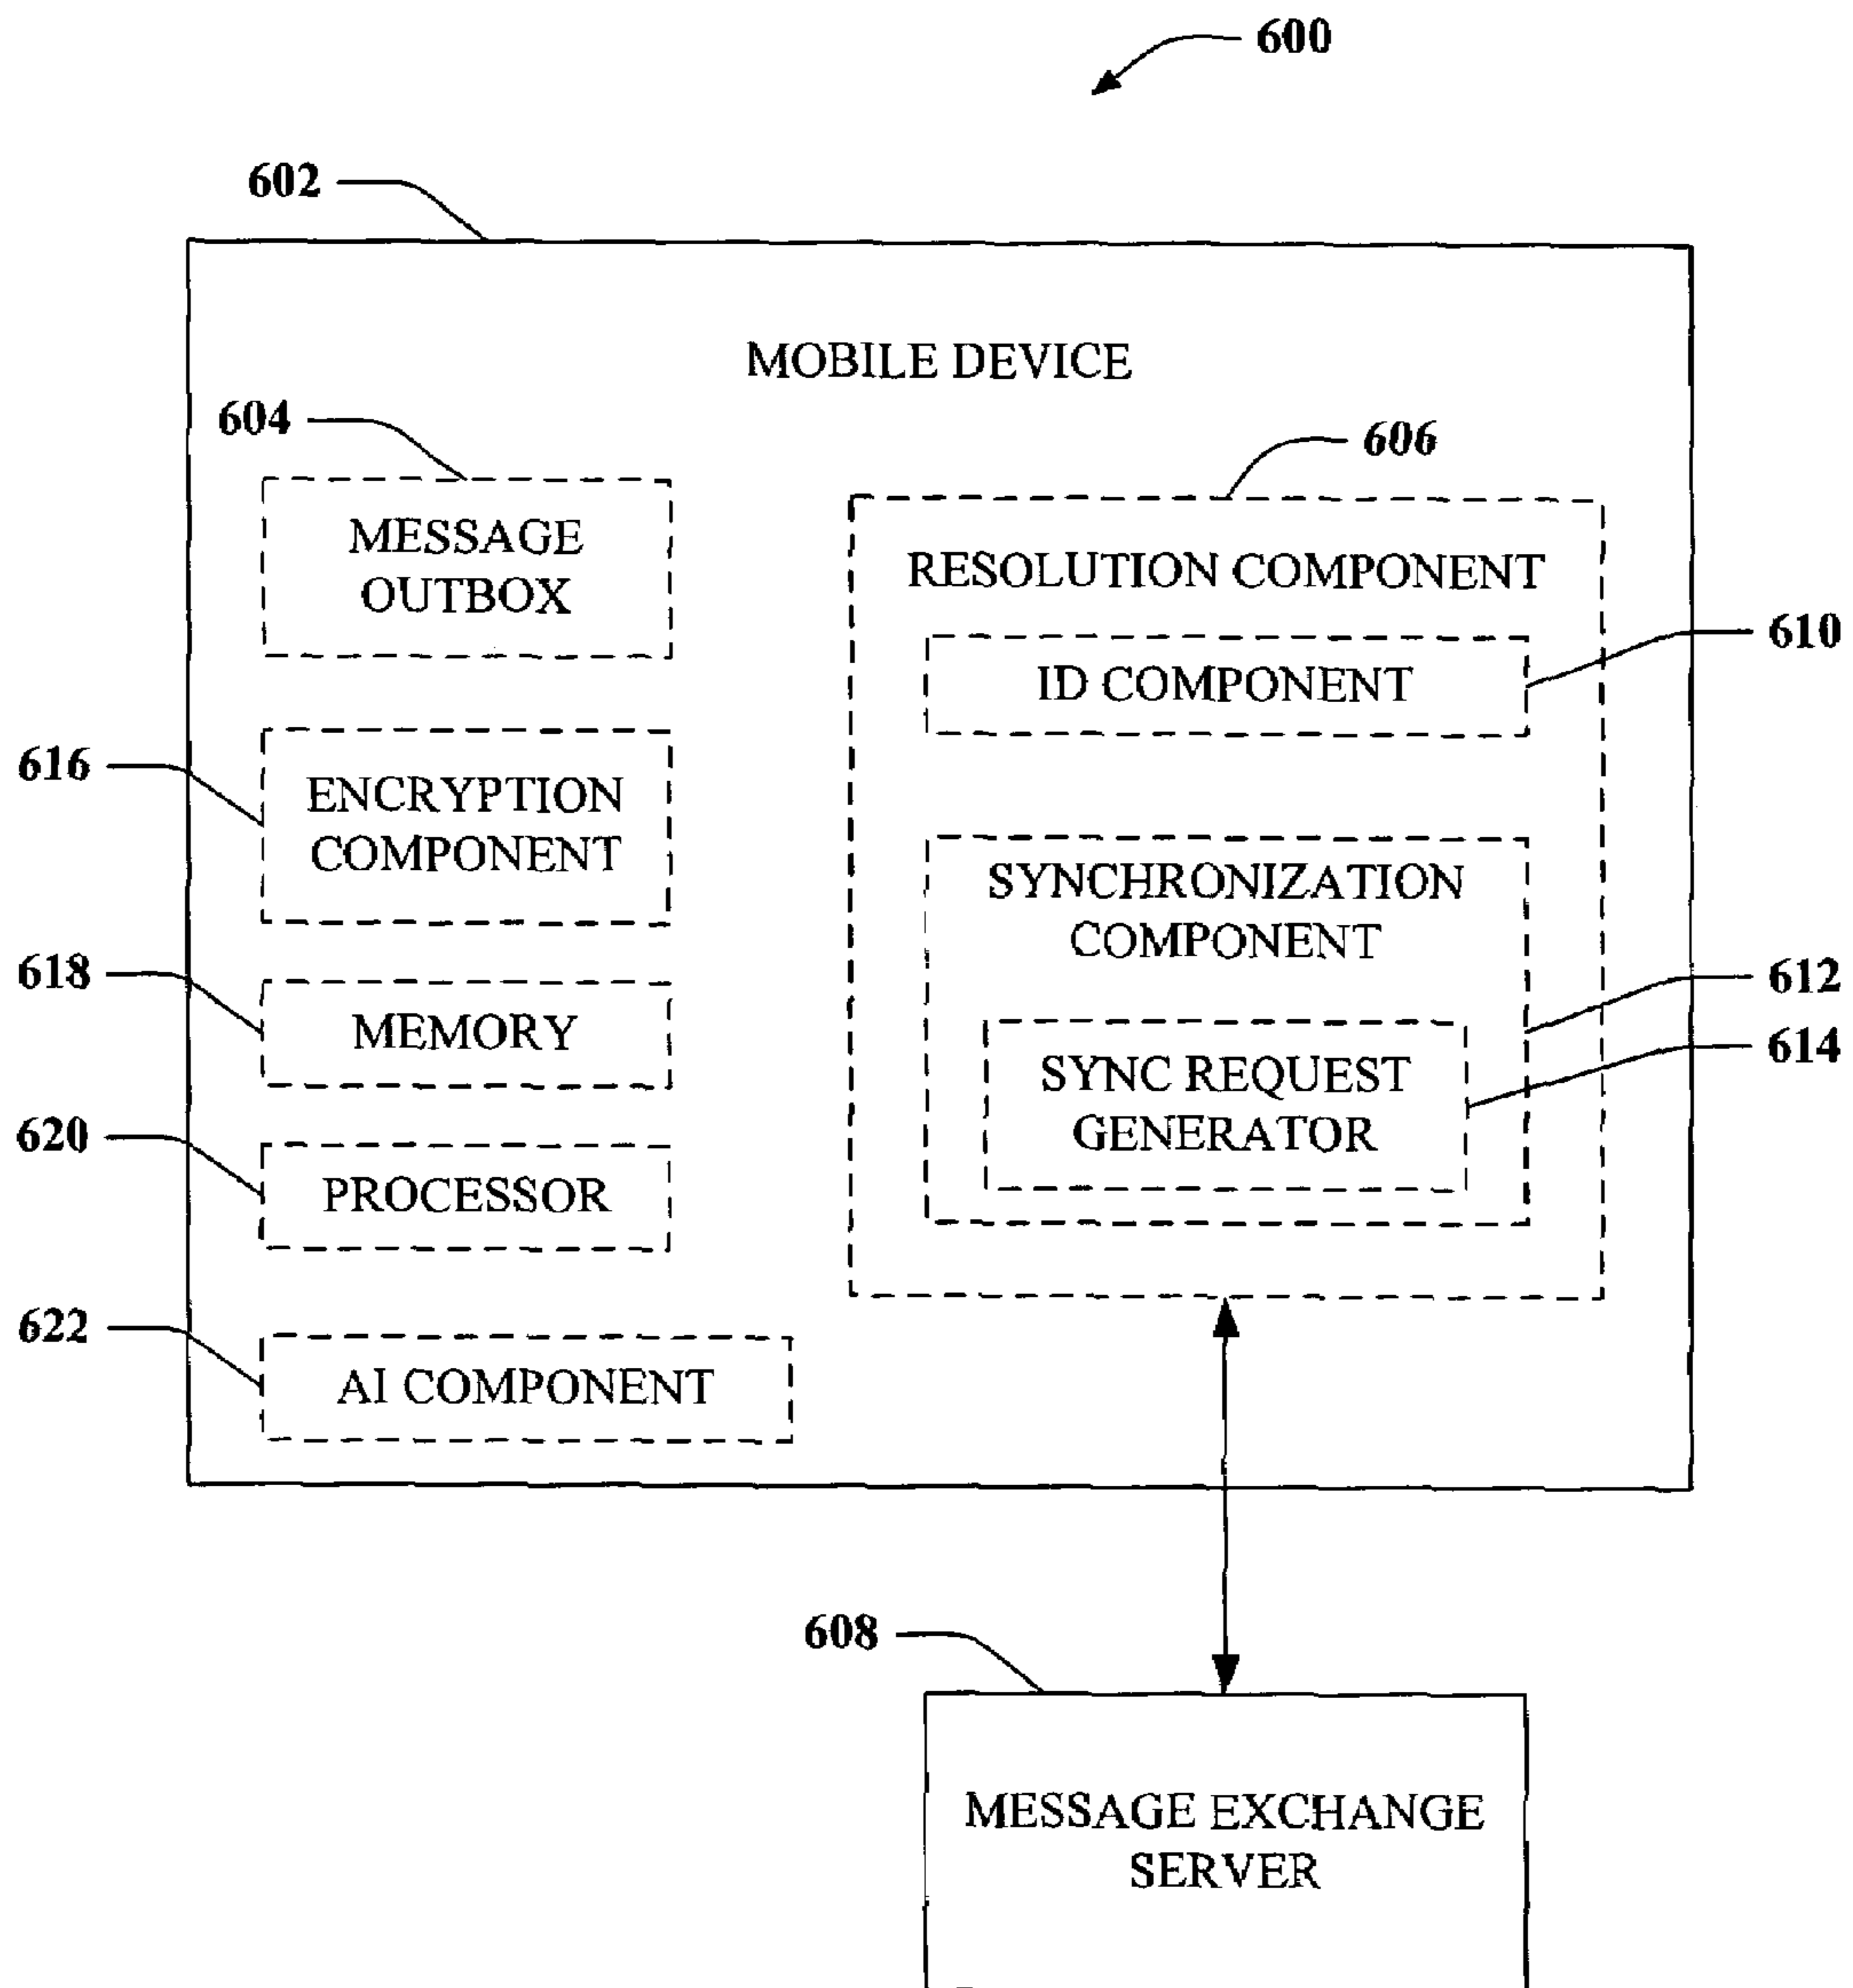 600
602
MOBILE DEVICE
604
606
MESSAGE
OUTBOX
RESOLUTION COMPONENT
610
ID COMPONENT
616
ENCRYPTION
COMPONENT
SYNCHRONIZATION
COMPONENT
618
612
MEMORY
614
SYNC REQUEST
GENERATOR
620
PROCESSOR
622
AI COMPONENT
608
MESSAGE EXCHANGE
SERVER